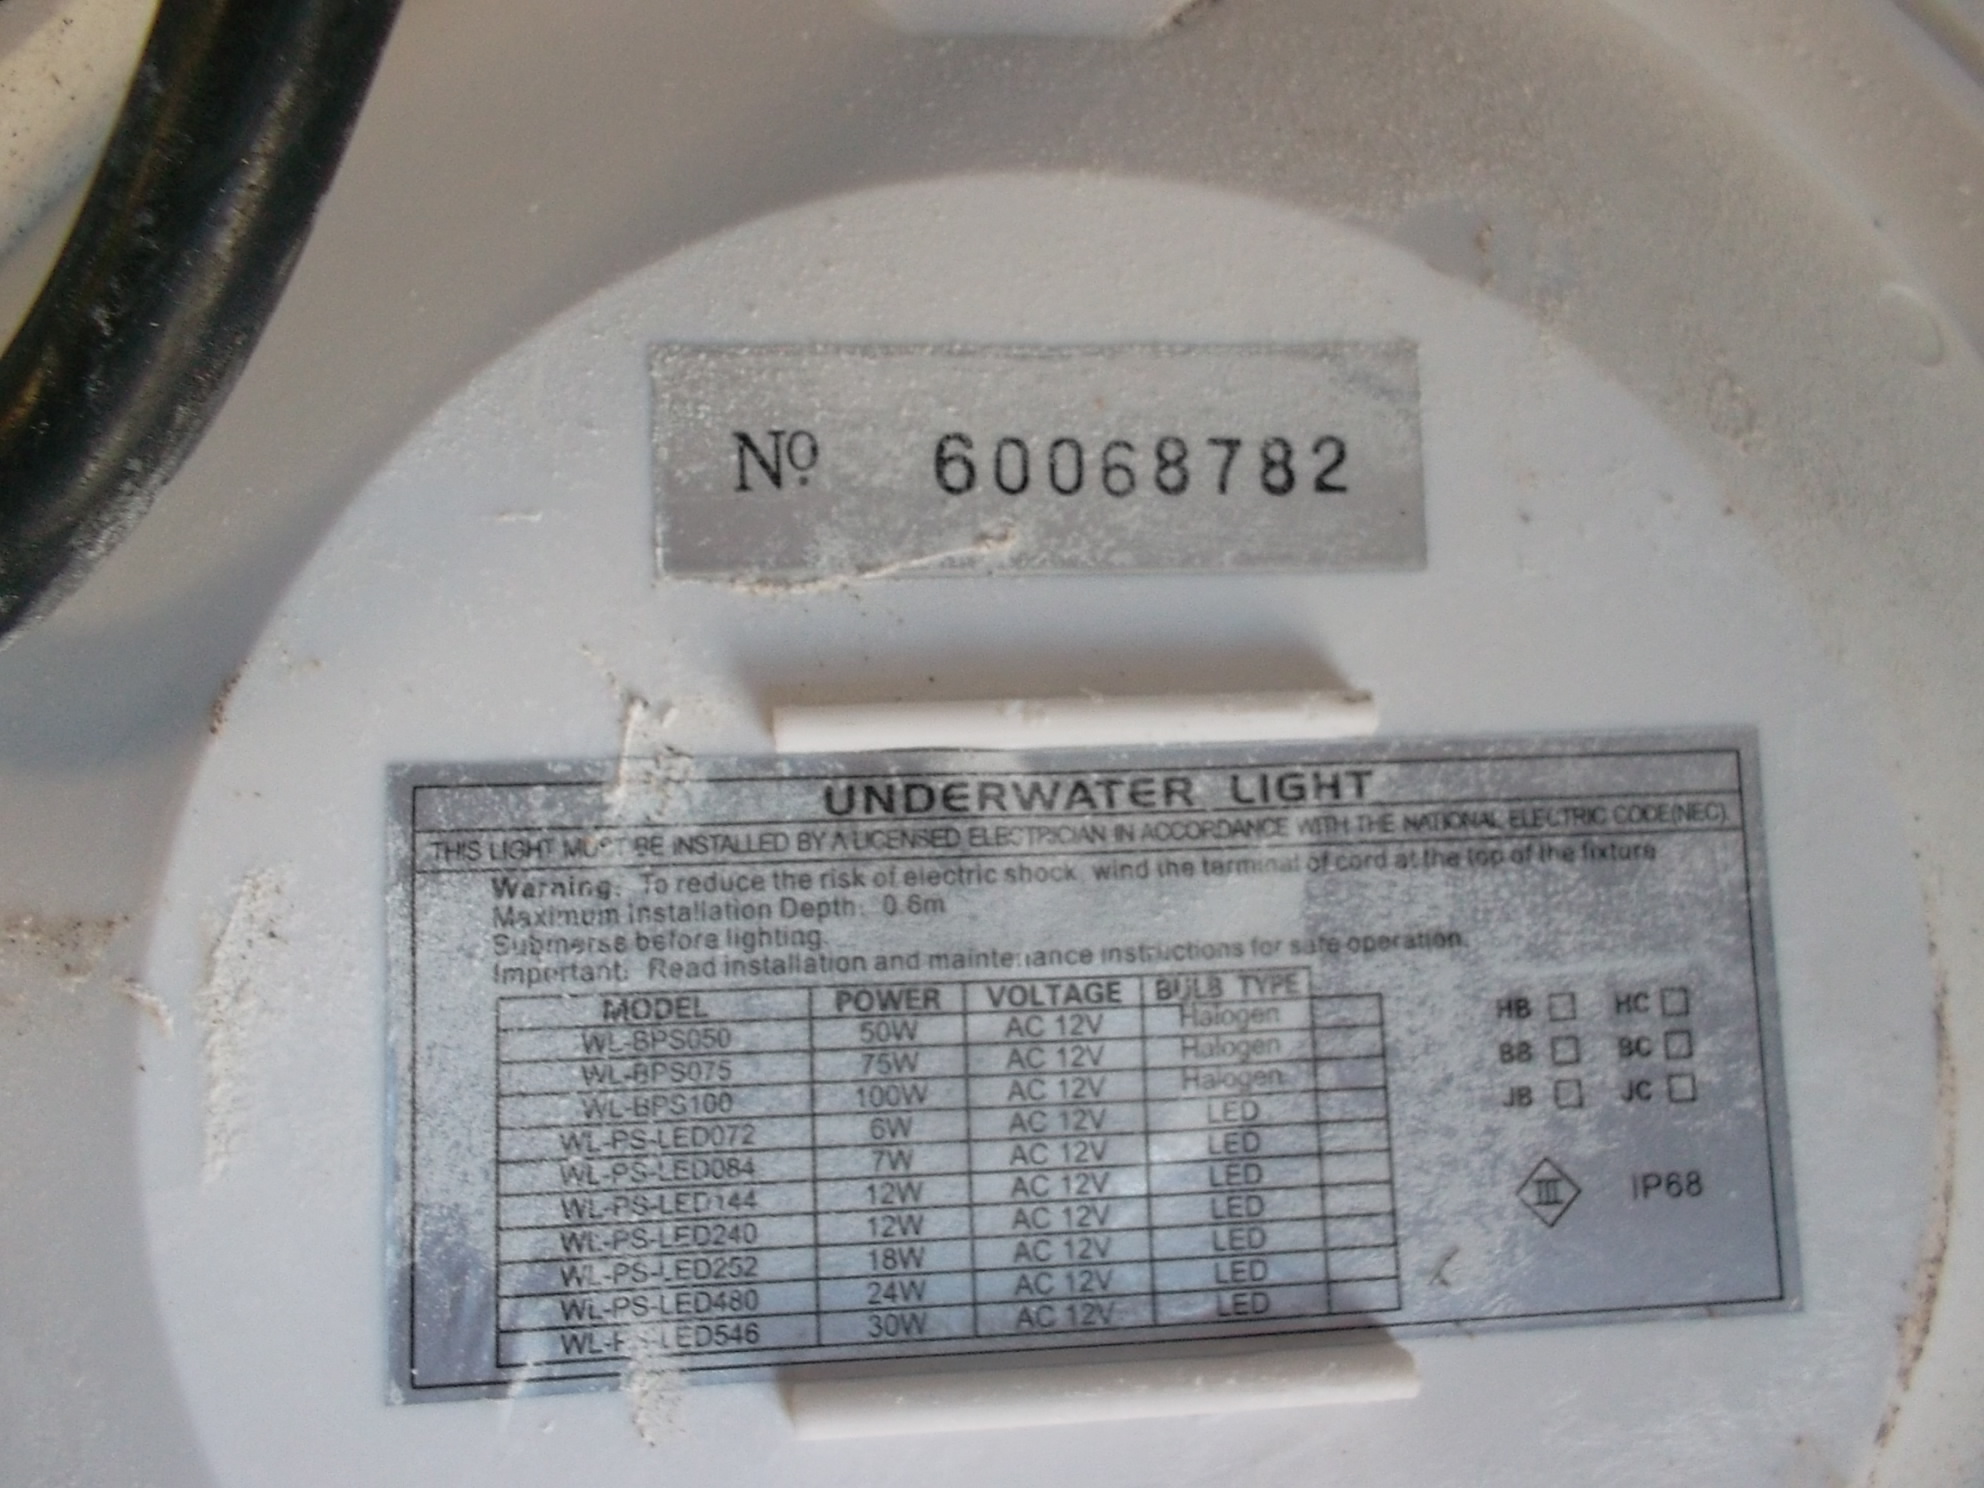 Nº 60068782
UNDERWATER LIGHT
THIS LIGHT MUST BE INSTALLED BY A LICENSED ELECTRICIAN IN ACCORDANCE WITH THE NATIONAL ELECTRIC CODE(NEC)
Warning: To reduce the risk of electric shock wind the terminal of cord at the top of the fixture
Maximum Installation Depth: 0.6m
Submerse before lighting.
Important: Read installation and maintenance instructions for safe operation.
MODEL POWER VOLTAGE BULB TYPE
WL-BPS050 50W AC 12V Halogen
WL-BPS075 75W AC 12V Halogen
WL-BPS100 100W AC 12V Halogen
WL-PS-LED072 6W AC 12V LED
WL-PS-LED084 7W AC 12V LED
WL-PS-LED144 12W AC 12V LED
WL-PS-LED240 12W AC 12V LED
WL-PS-LED252 18W AC 12V LED
WL-PS-LED480 24W AC 12V LED
WL-PS-LED546 30W AC 12V LED
HB HC
BB BC
JB JC
III IP68